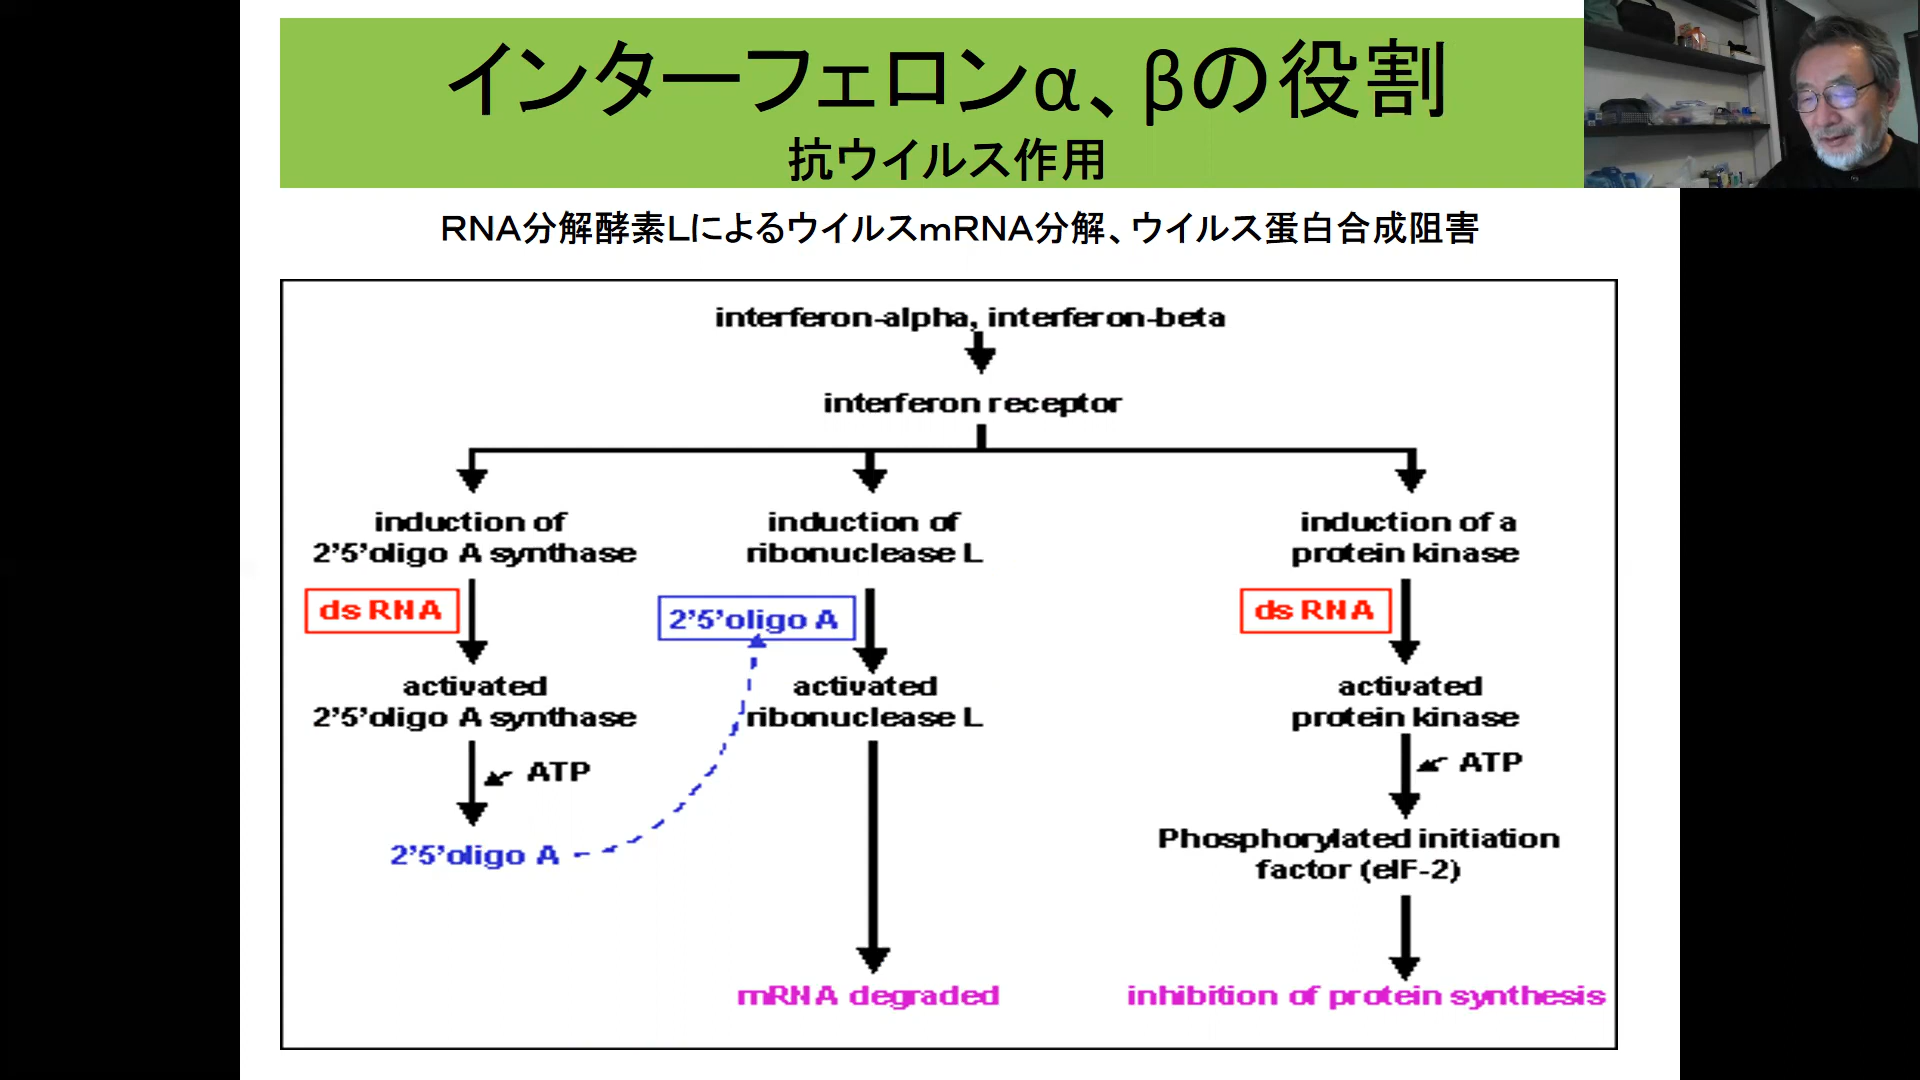 インターフェロンα、βの役割
抗ウイルス作用
RNA分解酵素LによるウイルスmRNA分解、ウイルス蛋白合成阻害
interferon-alpha, interferon-beta
interferon receptor
induction of
2’5’oligo A synthase
induction of
ribonuclease L
induction of a
protein kinase
ds RNA
2’5’oligo A
ds RNA
activated
2’5’oligo A synthase
activated
ribonuclease L
activated
protein kinase
ATP
ATP
2’5’oligo A
Phosphorylated initiation
factor (eIF-2)
mRNA degraded
inhibition of protein synthesis